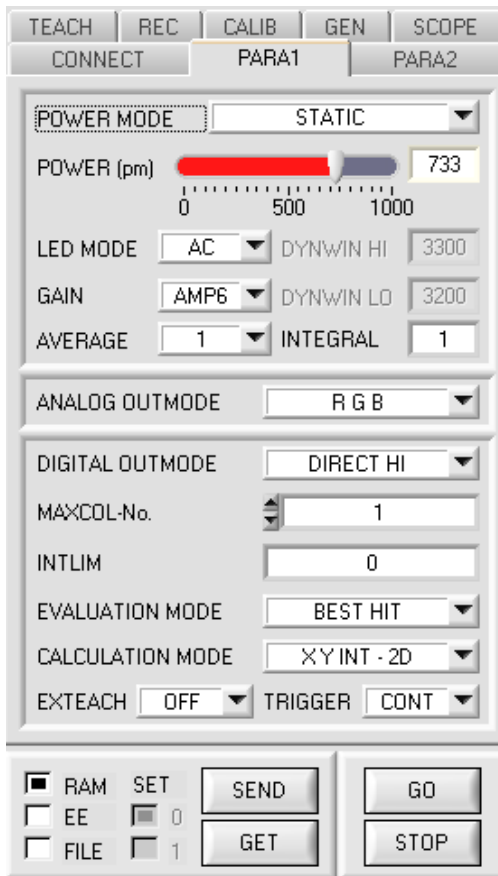 TEACH REC CALIB GEN SCOPE
CONNECT PARA1 PARA2
POWER MODE STATIC
POWER (pm) 733
0 500 1000
LED MODE AC DYNWIN HI 3300
GAIN AMP6 DYNWIN LO 3200
AVERAGE 1 INTEGRAL 1
ANALOG OUTMODE R G B
DIGITAL OUTMODE DIRECT HI
MAXCOL-No. 1
INTLIM 0
EVALUATION MODE BEST HIT
CALCULATION MODE X Y INT - 2D
EXTEACH OFF TRIGGER CONT
RAM SET SEND GO
EE 0
FILE 1 GET STOP